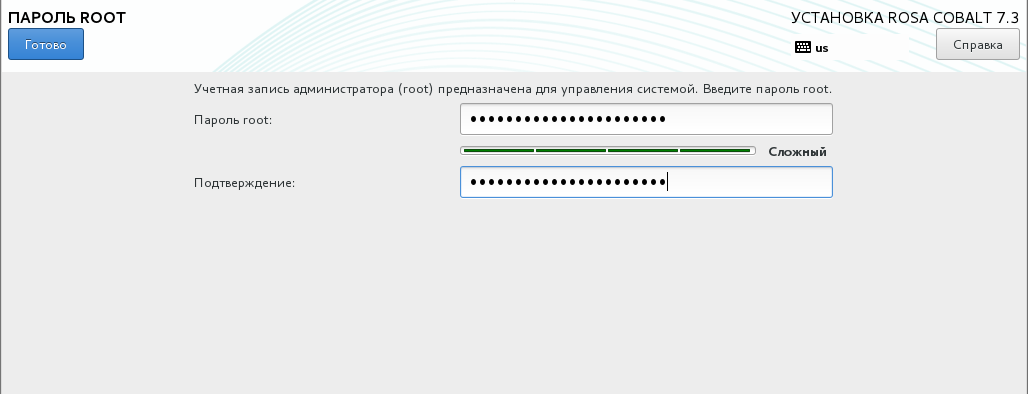 ПАРОЛЬ ROOT
УСТАНОВКА ROSA COBALT 7.3
Готово
us
Справка
Учетная запись администратора (root) предназначена для управления системой. Введите пароль root.
Пароль root:
••••••••••••••••••••••
Сложный
Подтверждение:
••••••••••••••••••••••